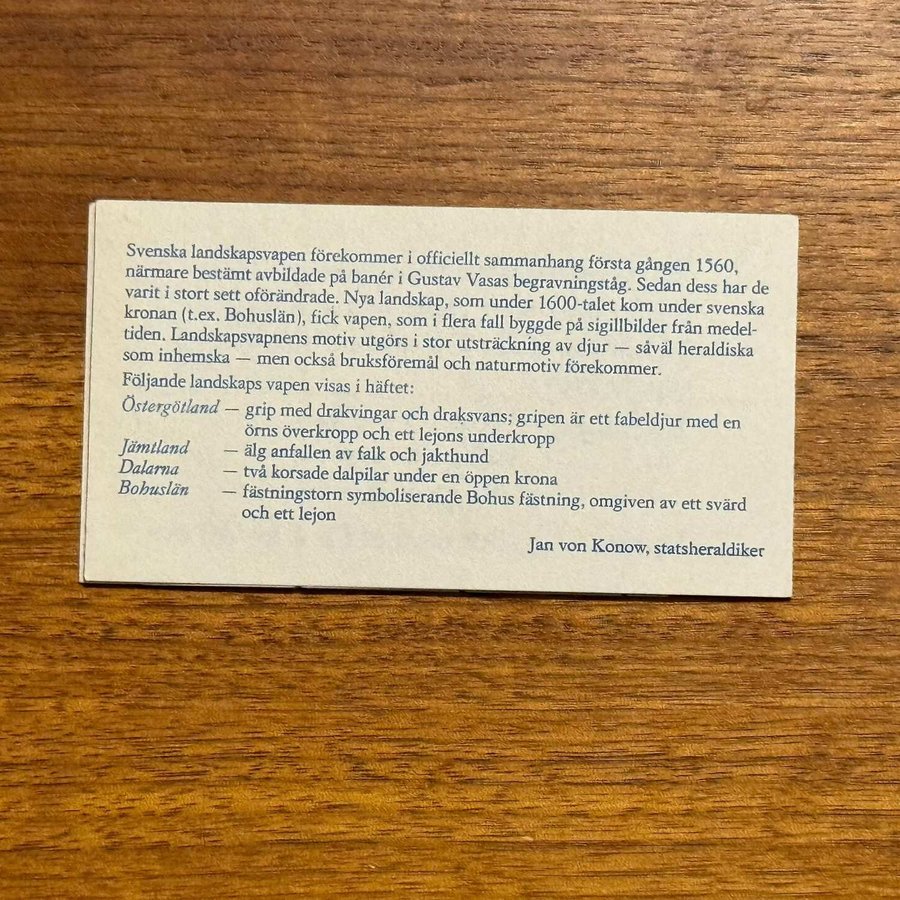 Svenska landskapsvapen förekommer i officiellt sammanhang första gången 1560,
närmare bestämt avbildade på banér i Gustav Vasas begravningståg. Sedan dess har de
varit i stort sett oförändrade. Nya landskap, som under 1600-talet kom under svenska
kronan (t.ex. Bohuslän), fick vapen, som i flera fall byggde på sigillbilder från medel-
tiden. Landskapsvapnens motiv utgörs i stor utsträckning av djur — såväl heraldiska
som inhemska — men också bruksföremål och naturmotiv förekommer.
Följande landskaps vapen visas i häftet:
Östergötland — grip med drakvingar och draksvans; gripen är ett fabeldjur med en
örns överkropp och ett lejons underkropp
Jämtland — älg anfallen av falk och jakthund
Dalarna — två korsade dalpilar under en öppen krona
Bohuslän — fästningstorn symboliserande Bohus fästning, omgiven av ett svärd
och ett lejon
Jan von Konow, statsheraldiker